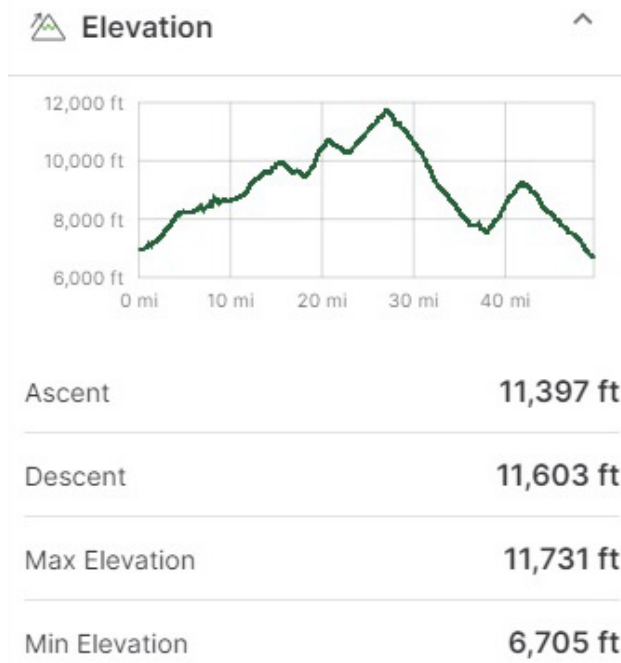 Elevation
12,000 ft
10,000 ft
8,000 ft
6,000 ft
0 mi 10 mi 20 mi 30 mi 40 mi
Ascent 11,397 ft
Descent 11,603 ft
Max Elevation 11,731 ft
Min Elevation 6,705 ft